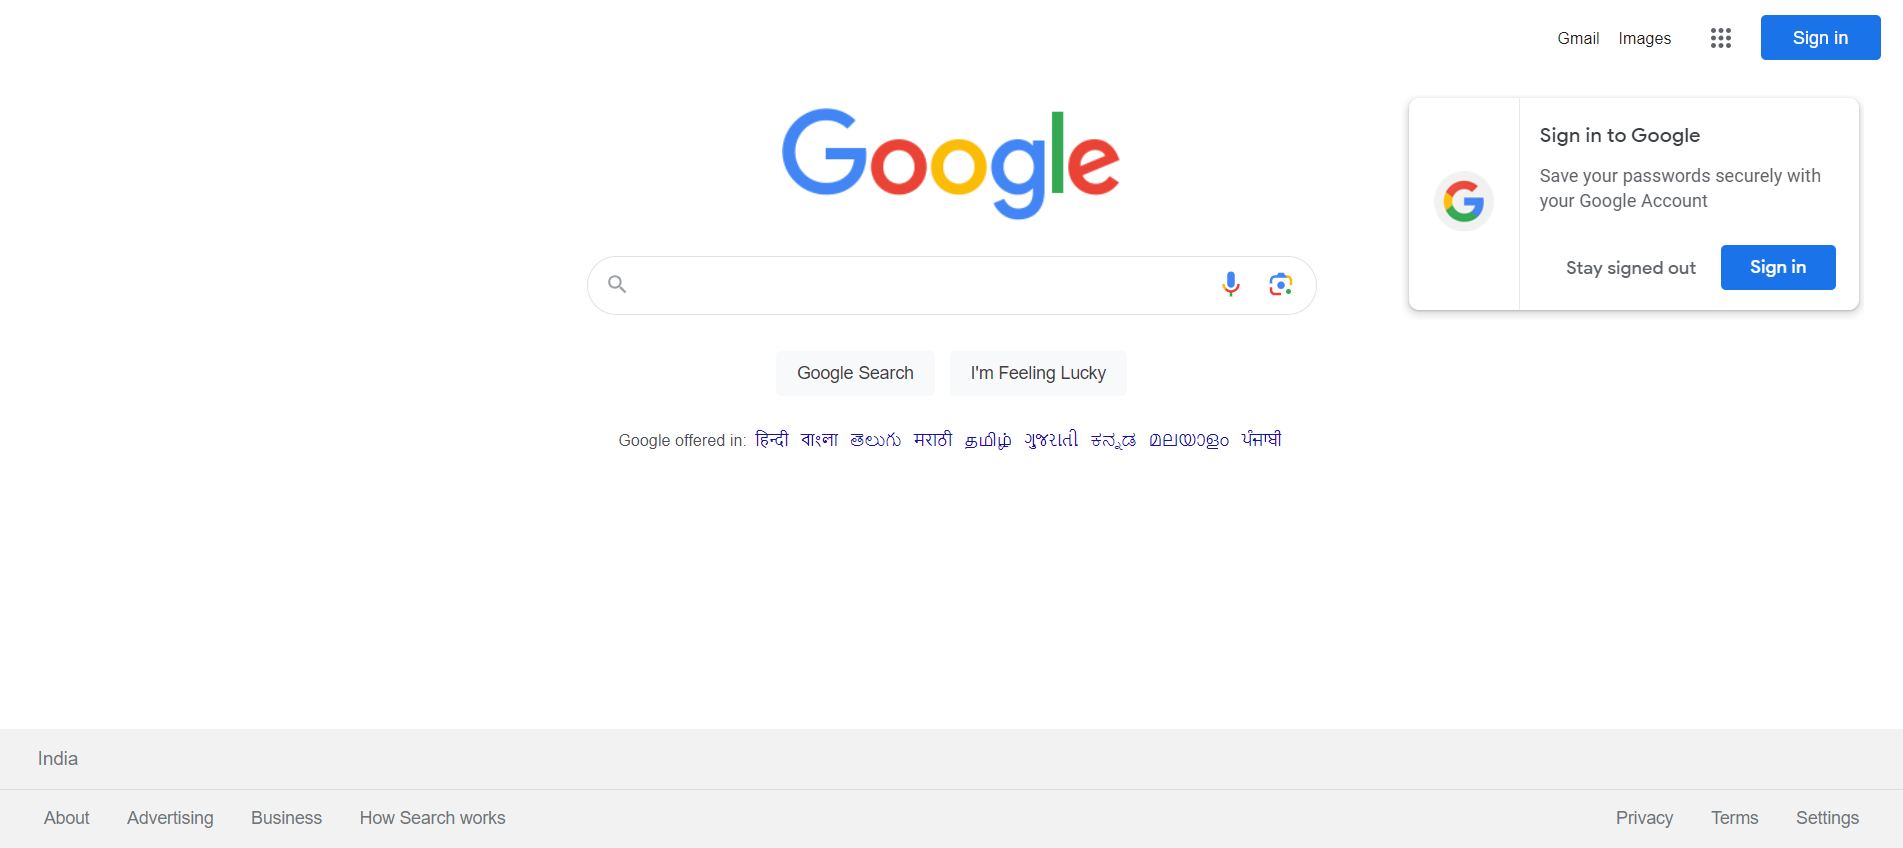 Gmail Images Sign in
Google
Sign in to Google
Save your passwords securely with
your Google Account
Stay signed out Sign in
Google Search I'm Feeling Lucky
Google offered in: हिन्दी বাংলা తెలుగు मराठी தமிழ் ગુજરાતી ಕನ್ನಡ മലയാളം ਪੰਜਾਬੀ
India
About Advertising Business How Search works Privacy Terms Settings